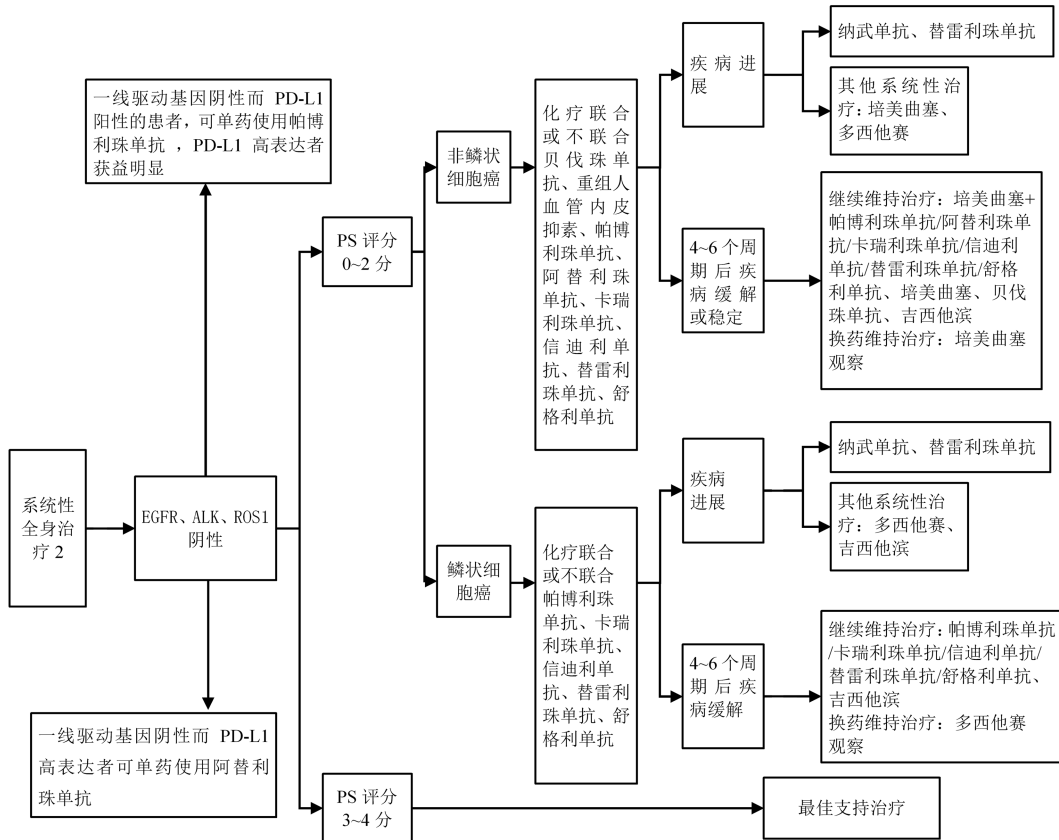 纳武单抗、替雷利珠单抗
疾病进
展
其他系统性治
疗：培美曲塞、
多西他赛
一线驱动基因阴性而 PD-L1
阳性的患者，可单药使用帕博
利珠单抗 ，PD-L1 高表达者
获益明显
非鳞状
细胞癌
化疗联合
或不联合
贝伐珠单
抗、重组人
血管内皮
抑素、帕博
利珠单抗、
阿替利珠
单抗、卡瑞
利珠单抗、
信迪利单
抗、替雷利
珠单抗、舒
格利单抗
PS 评分
0~2 分
4~6 个周
期后疾
病缓解
或稳定
继续维持治疗：培美曲塞+
帕博利珠单抗/阿替利珠单
抗/卡瑞利珠单抗/信迪利
单抗/替雷利珠单抗/舒格
利单抗、培美曲塞、贝伐
珠单抗、吉西他滨
换药维持治疗：培美曲塞
观察
系统性
全身治
疗 2
EGFR、ALK、ROS1
阴性
疾病
进展
纳武单抗、替雷利珠单抗
其他系统性治
疗：多西他赛、
吉西他滨
鳞状细
胞癌
化疗联合
或不联合
帕博利珠
单抗、卡瑞
利珠单抗、
信迪利单
抗、替雷利
珠单抗、舒
格利单抗
4~6 个周
期后疾
病缓解
继续维持治疗：帕博利珠单抗
/卡瑞利珠单抗/信迪利单抗/
替雷利珠单抗/舒格利单抗、
吉西他滨
换药维持治疗：多西他赛
观察
一线驱动基因阴性而 PD-L1
高表达者可单药使用阿替利
珠单抗
PS 评分
3~4 分
最佳支持治疗